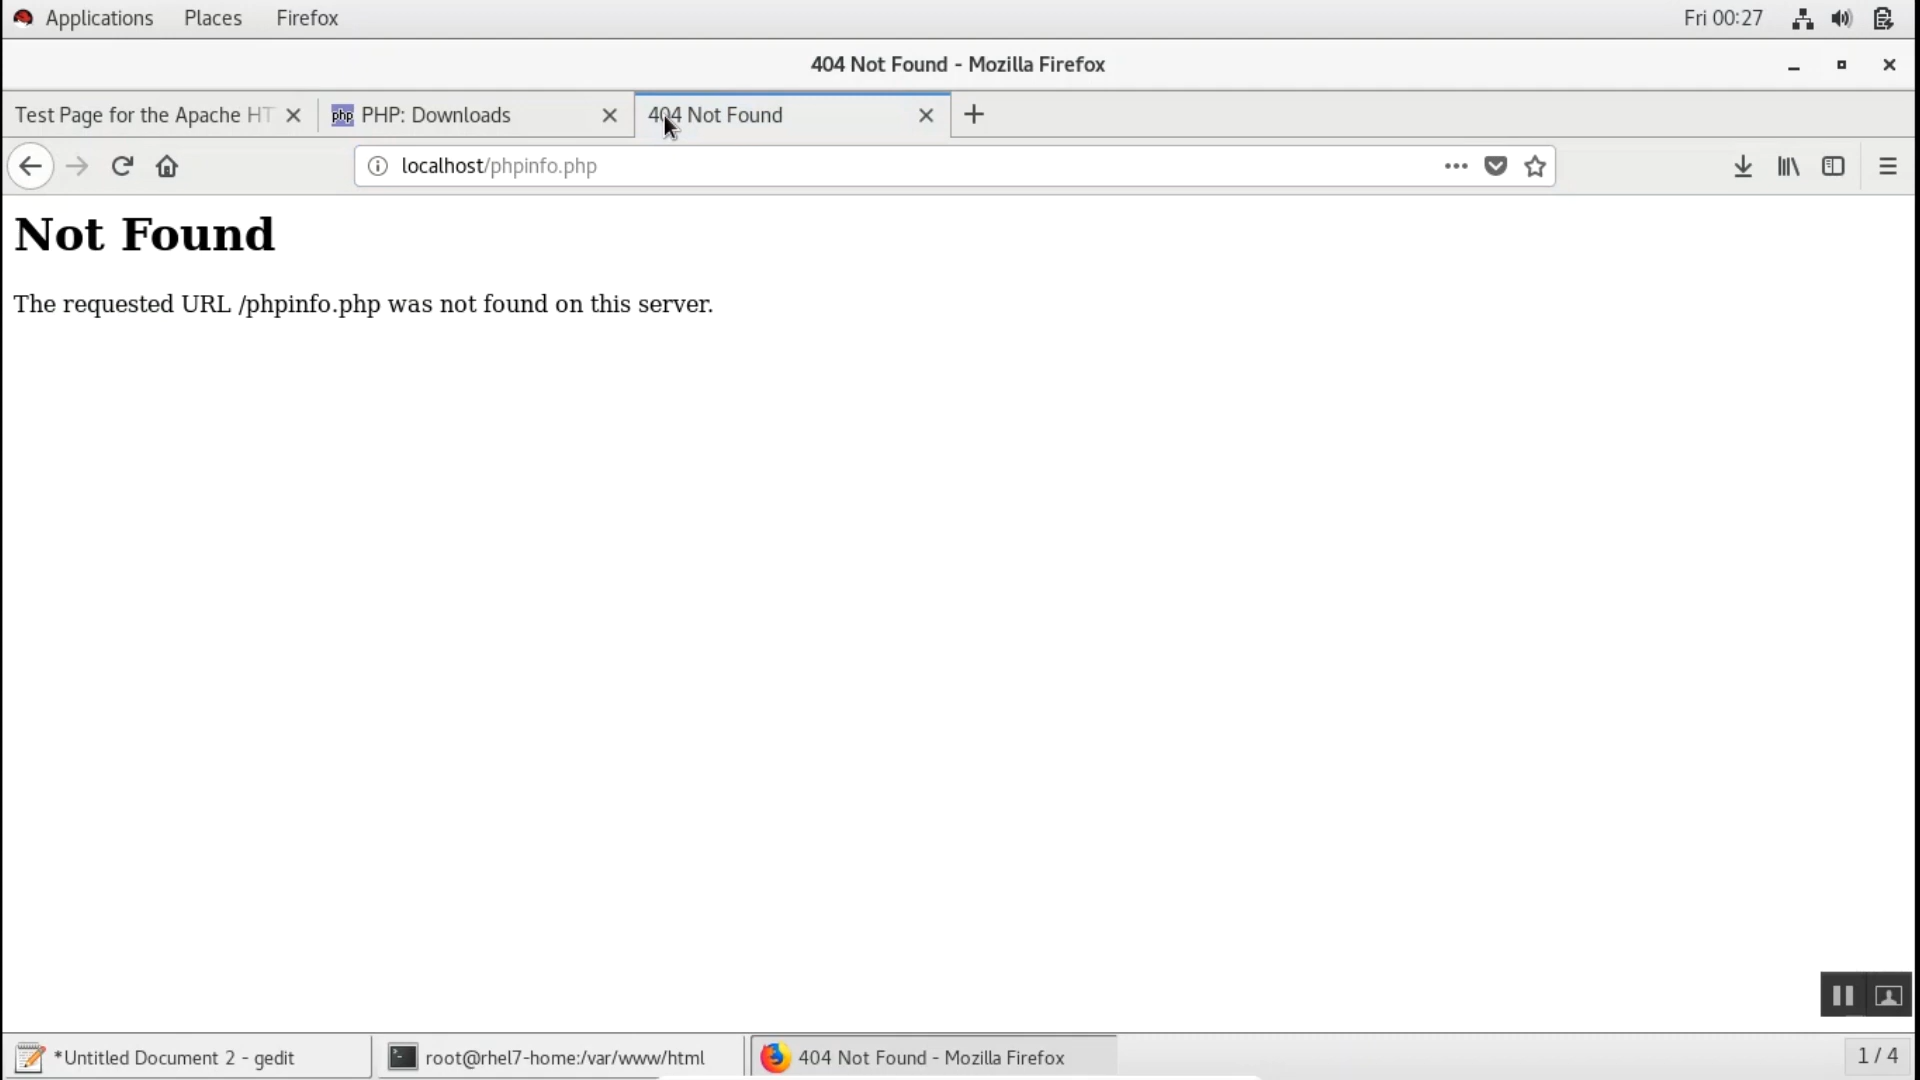 Applications Places Firefox Fri 00:27
404 Not Found - Mozilla Firefox
Test Page for the Apache HT
php PHP: Downloads
404 Not Found
localhost/phpinfo.php
Not Found
The requested URL /phpinfo.php was not found on this server.
*Untitled Document 2 - gedit
root@rhel7-home:/var/www/html
404 Not Found - Mozilla Firefox
1 / 4